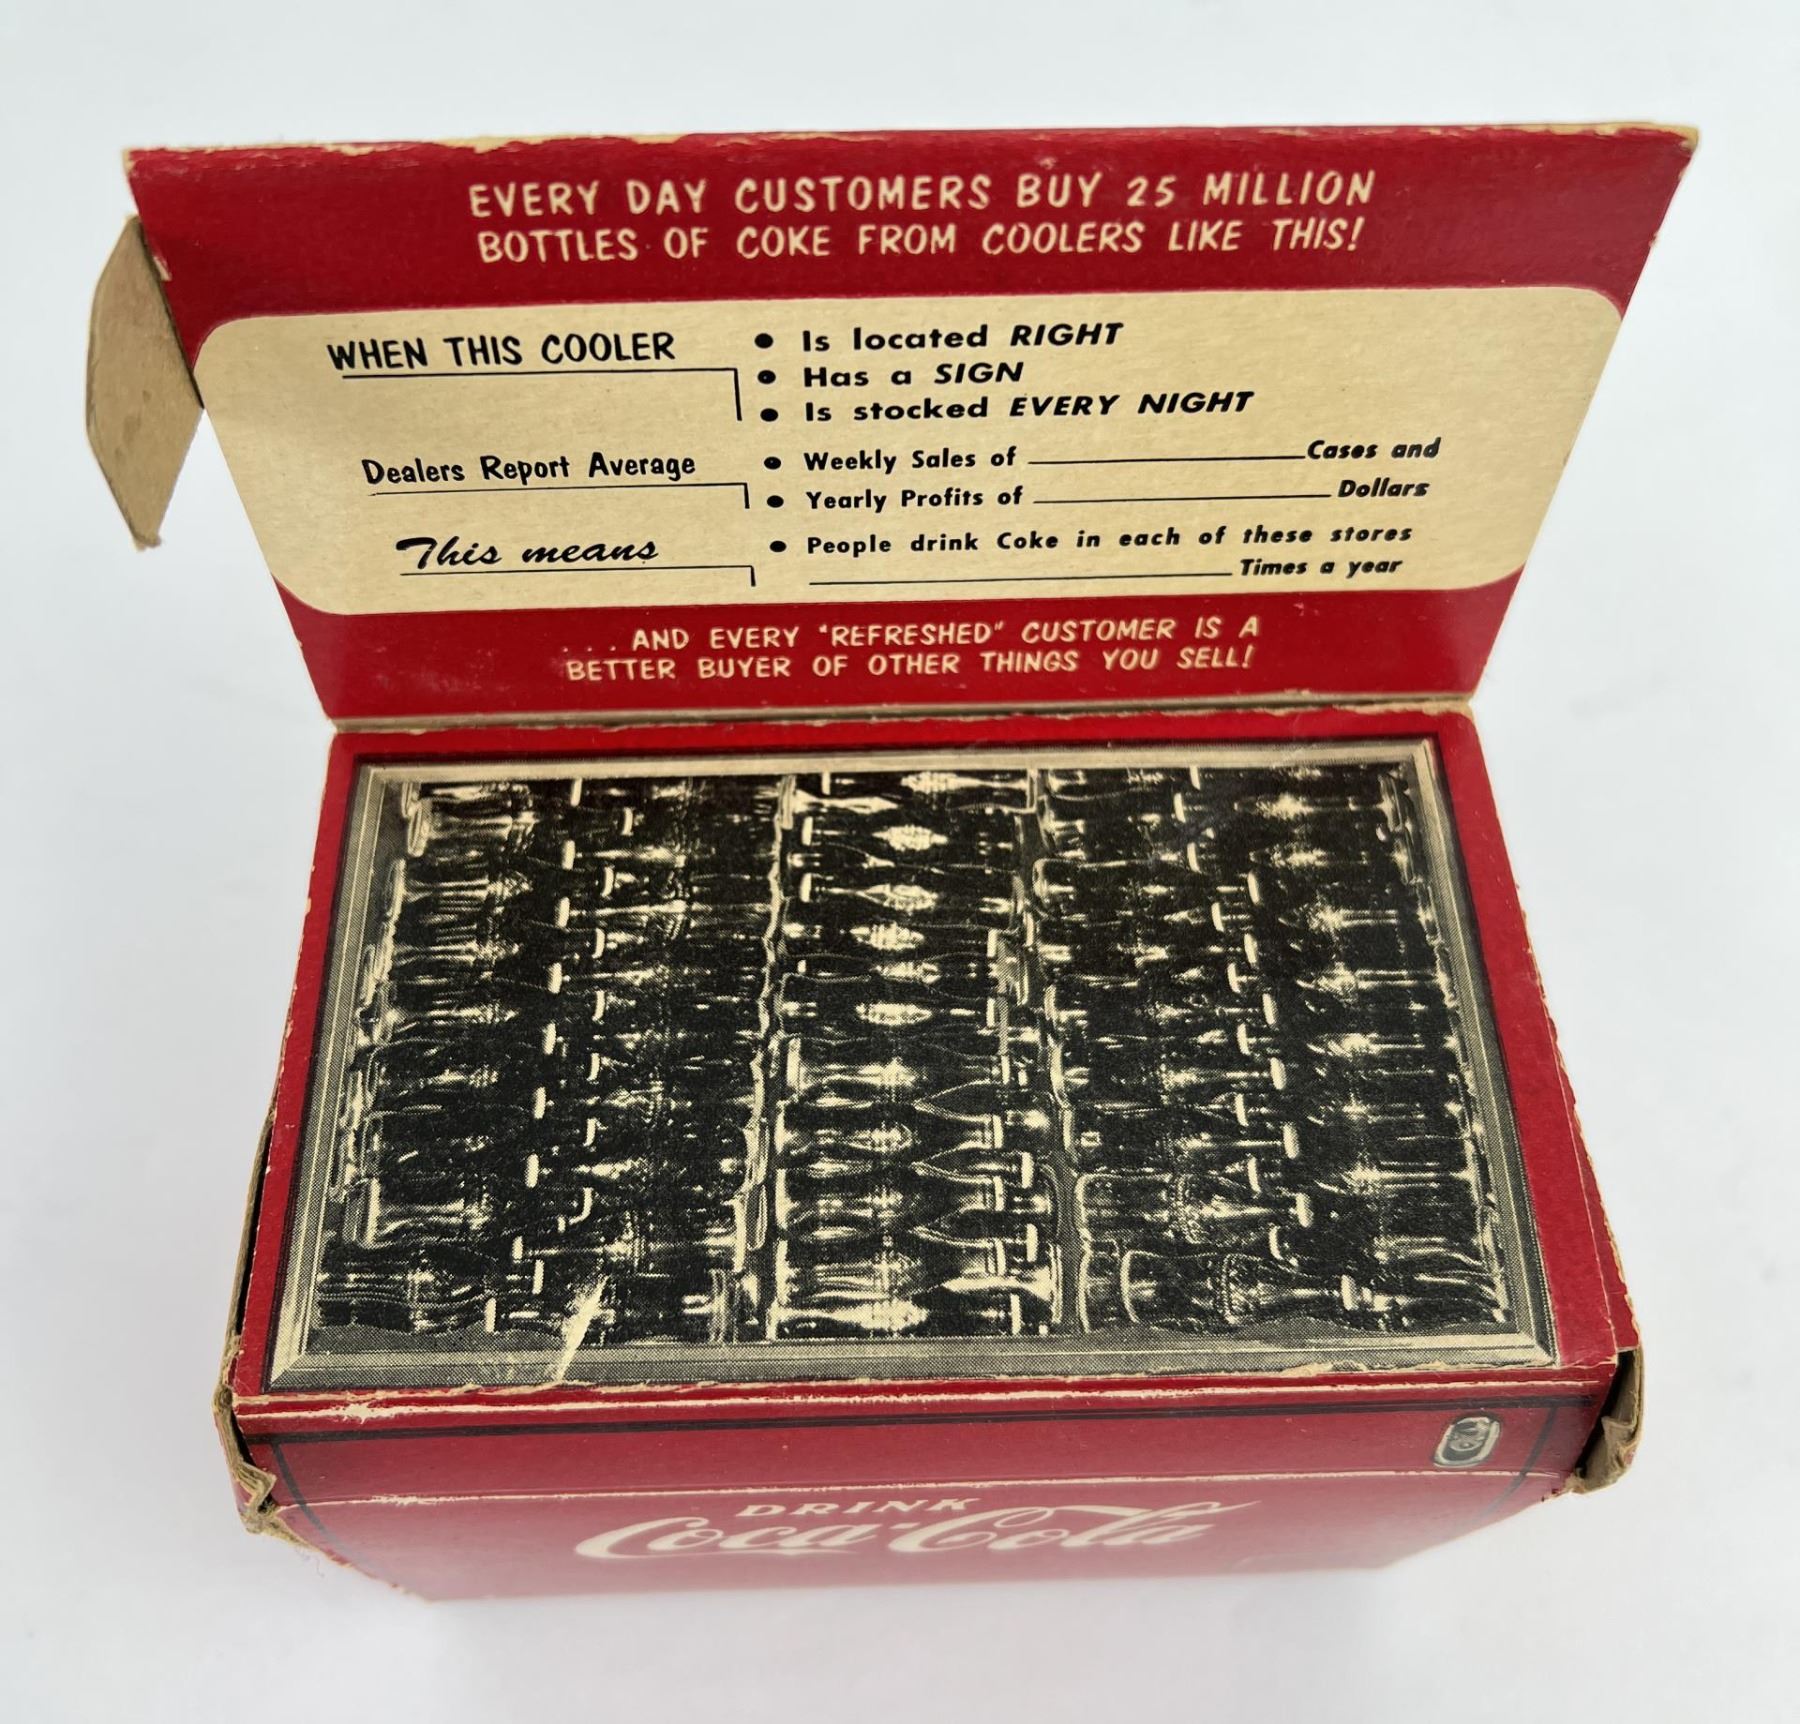 EVERY DAY CUSTOMERS BUY 25 MILLION
BOTTLES OF COKE FROM COOLERS LIKE THIS!
WHEN THIS COOLER
• Is located RIGHT
• Has a SIGN
• Is stocked EVERY NIGHT
Dealers Report Average
• Weekly Sales of ____________ Cases and
• Yearly Profits of ____________ Dollars
This means
• People drink Coke in each of these stores
____________ Times a year
. . . AND EVERY "REFRESHED" CUSTOMER IS A
BETTER BUYER OF OTHER THINGS YOU SELL!
DRINK
Coca-Cola